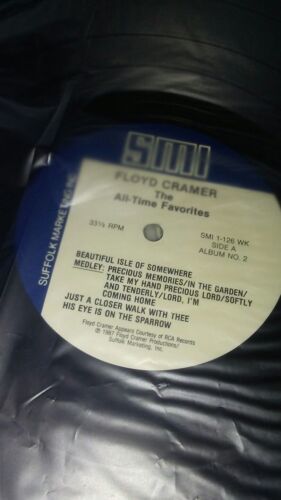 SMI
FLOYD CRAMER
The
All-Time Favorites
33⅓ RPM
SMI 1-126 WK
SIDE A
ALBUM NO. 2
SUFFOLK MARKETING INC.
BEAUTIFUL ISLE OF SOMEWHERE
MEDLEY: PRECIOUS MEMORIES/IN THE GARDEN/
TAKE MY HAND PRECIOUS LORD/SOFTLY
AND TENDERLY/LORD, I'M
COMING HOME
JUST A CLOSER WALK WITH THEE
HIS EYE IS ON THE SPARROW
Floyd Cramer Appears Courtesy of RCA Records
℗ 1987 Floyd Cramer Productions/
Suffolk Marketing, Inc.